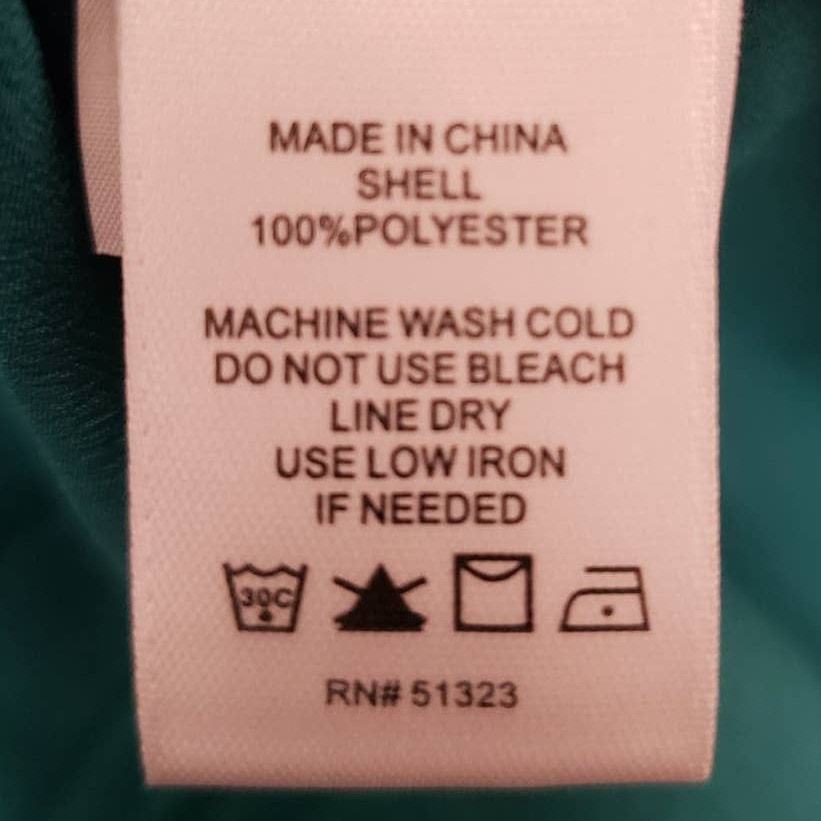 MADE IN CHINA
SHELL
100%POLYESTER
MACHINE WASH COLD
DO NOT USE BLEACH
LINE DRY
USE LOW IRON
IF NEEDED
30C
RN# 51323